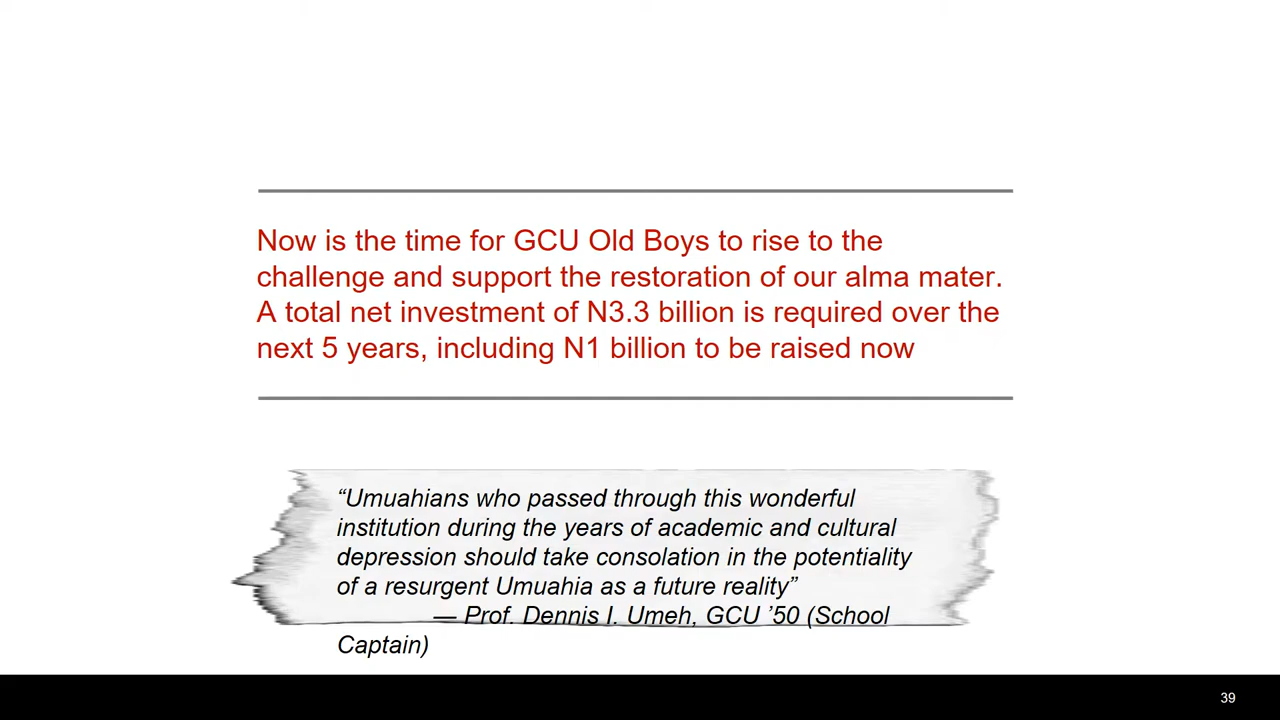 Now is the time for GCU Old Boys to rise to the
challenge and support the restoration of our alma mater.
A total net investment of N3.3 billion is required over the
next 5 years, including N1 billion to be raised now
“Umuahians who passed through this wonderful
institution during the years of academic and cultural
depression should take consolation in the potentiality
of a resurgent Umuahia as a future reality”
— Prof. Dennis I. Umeh, GCU ’50 (School
Captain)
39